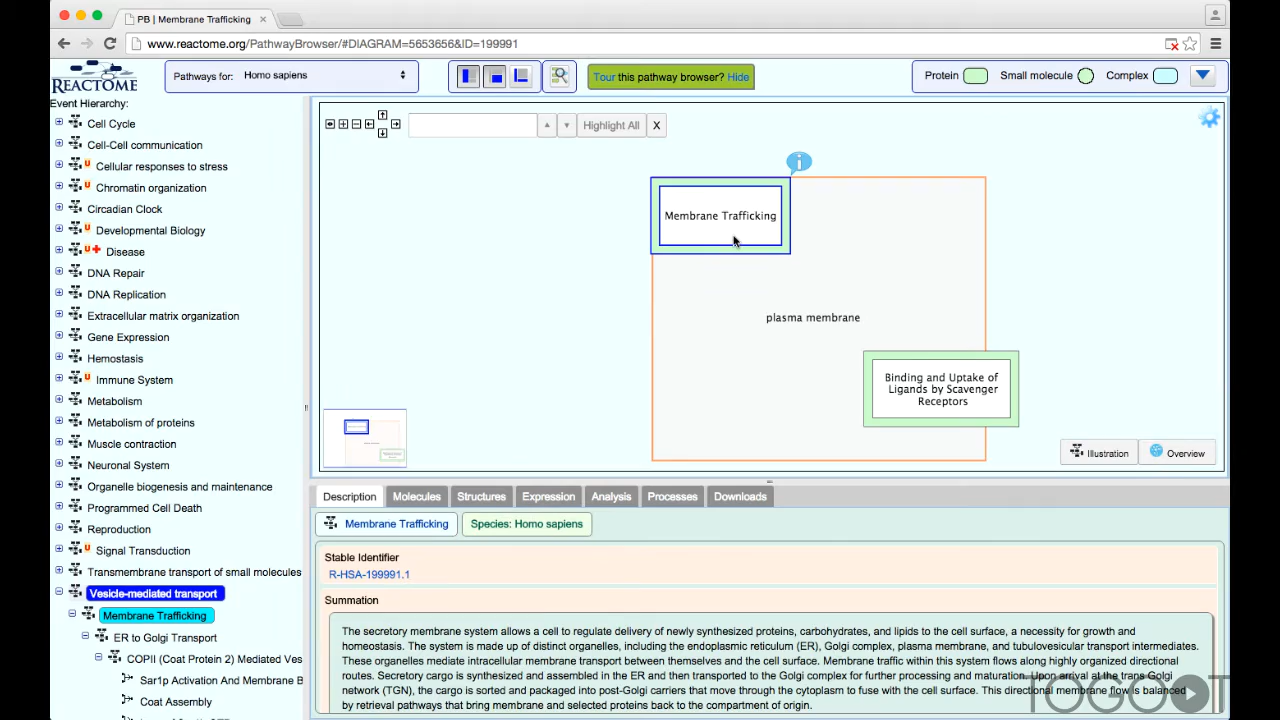 PB | Membrane Trafficking
www.reactome.org/PathwayBrowser/#DIAGRAM=5653656&ID=199991
REACTOME
Pathways for: Homo sapiens
Tour this pathway browser? Hide
Protein
Small molecule
Complex
Event Hierarchy:
Cell Cycle
Cell-Cell communication
Cellular responses to stress
Chromatin organization
Circadian Clock
Developmental Biology
Disease
DNA Repair
DNA Replication
Extracellular matrix organization
Gene Expression
Hemostasis
Immune System
Metabolism
Metabolism of proteins
Muscle contraction
Neuronal System
Organelle biogenesis and maintenance
Programmed Cell Death
Reproduction
Signal Transduction
Transmembrane transport of small molecules
Vesicle-mediated transport
Membrane Trafficking
ER to Golgi Transport
COPII (Coat Protein 2) Mediated Ves
Sar1p Activation And Membrane B
Coat Assembly
Highlight All X
Membrane Trafficking
plasma membrane
Binding and Uptake of
Ligands by Scavenger
Receptors
Illustration
Overview
Description Molecules Structures Expression Analysis Processes Downloads
Membrane Trafficking
Species: Homo sapiens
Stable Identifier
R-HSA-199991.1
Summation
The secretory membrane system allows a cell to regulate delivery of newly synthesized proteins, carbohydrates, and lipids to the cell surface, a necessity for growth and
homeostasis. The system is made up of distinct organelles, including the endoplasmic reticulum (ER), Golgi complex, plasma membrane, and tubulovesicular transport intermediates.
These organelles mediate intracellular membrane transport between themselves and the cell surface. Membrane traffic within this system flows along highly organized directional
routes. Secretory cargo is synthesized and assembled in the ER and then transported to the Golgi complex for further processing and maturation. Upon arrival at the trans Golgi
network (TGN), the cargo is sorted and packaged into post-Golgi carriers that move through the cytoplasm to fuse with the cell surface. This directional membrane flow is balanced
by retrieval pathways that bring membrane and selected proteins back to the compartment of origin.